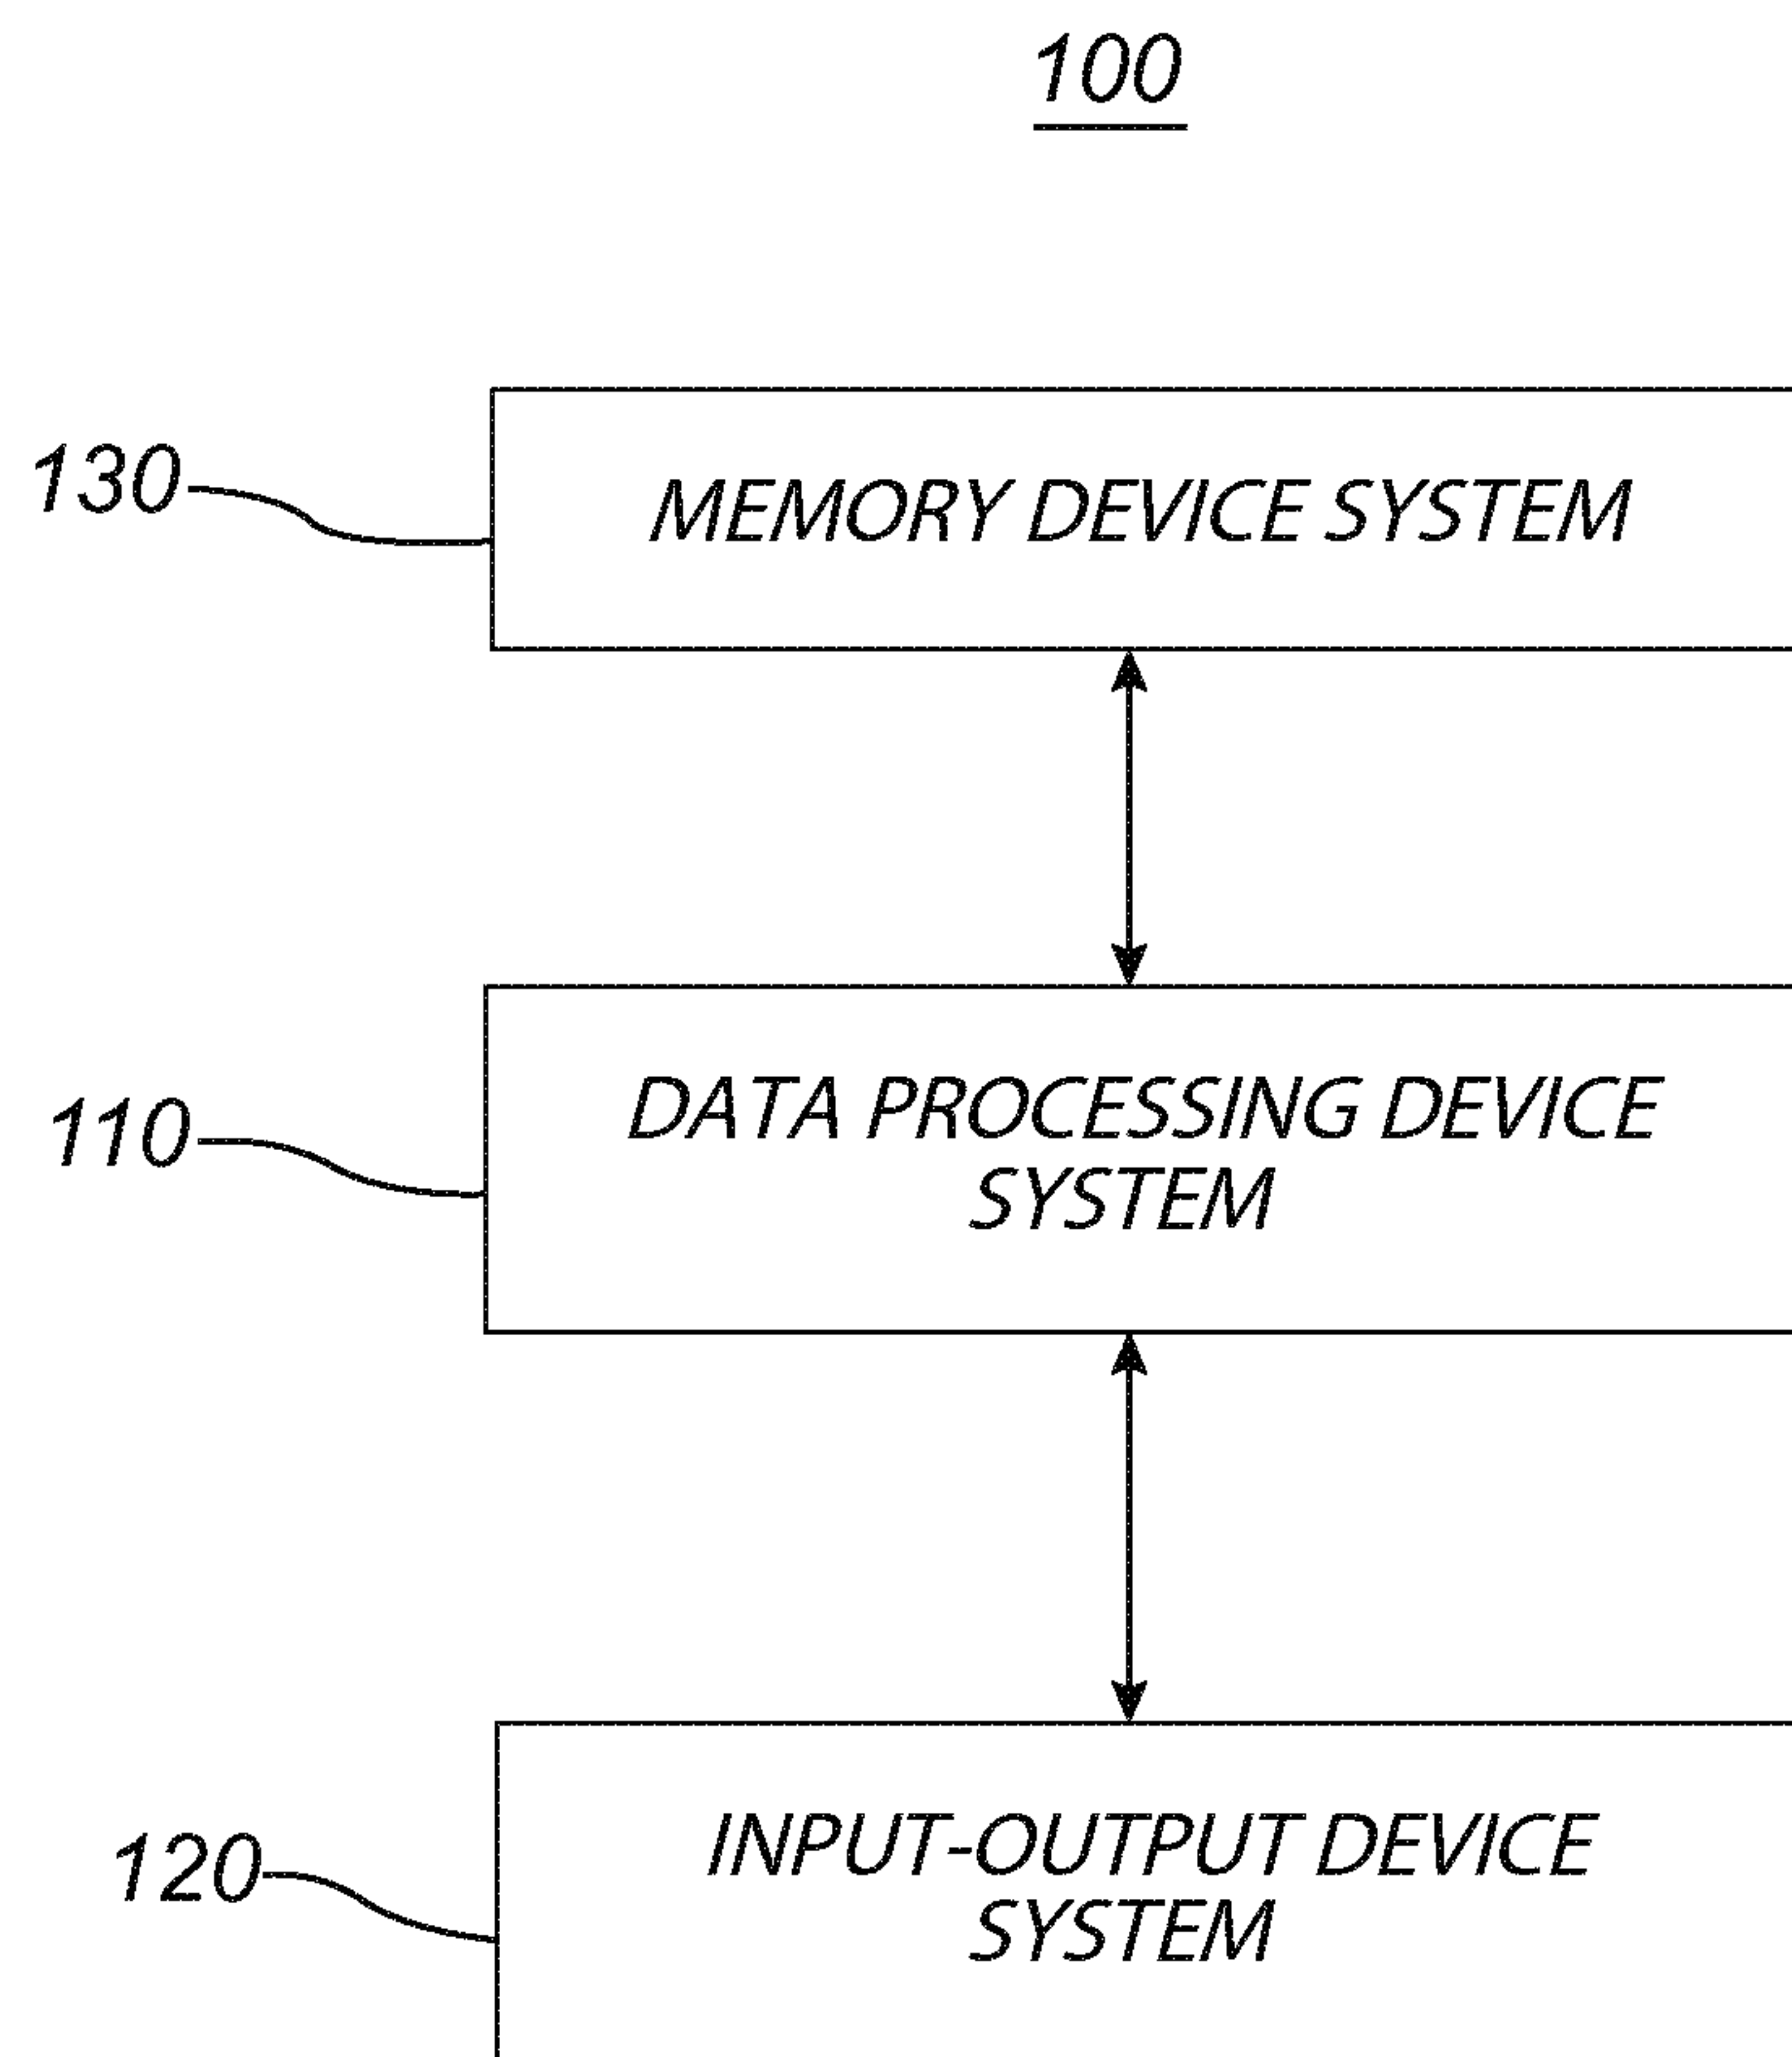 100
130
MEMORY DEVICE SYSTEM
110
DATA PROCESSING DEVICE
SYSTEM
120
INPUT-OUTPUT DEVICE
SYSTEM